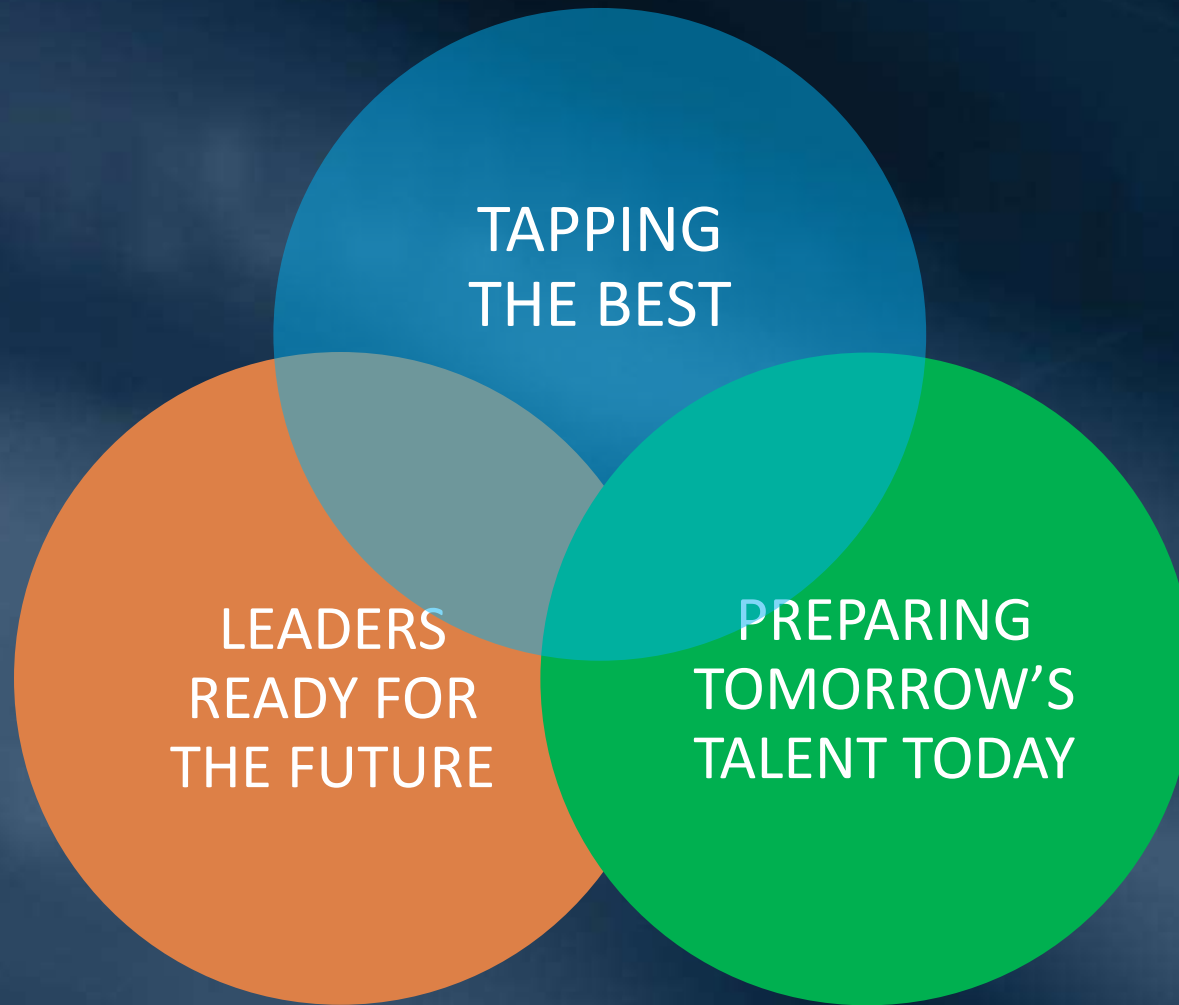 TAPPING
THE BEST
LEADERS
READY FOR
THE FUTURE
PREPARING
TOMORROW’S
TALENT TODAY